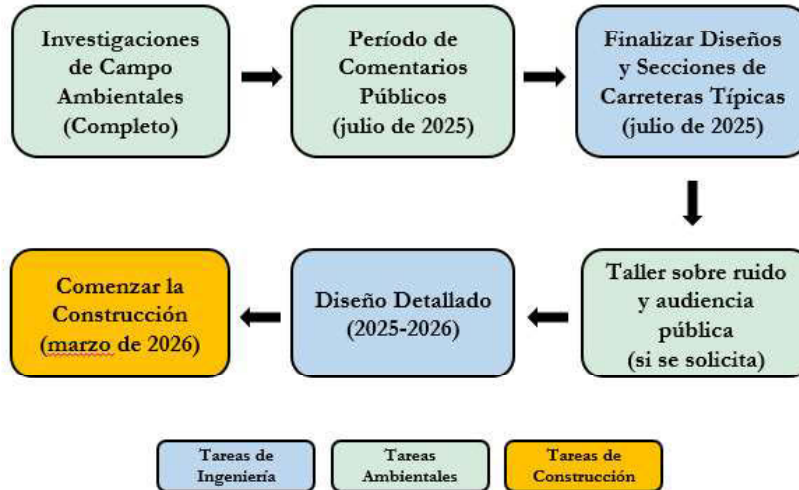 Investigaciones
de Campo
Ambientales
(Completo)
Período de
Comentarios
Públicos
(julio de 2025)
Finalizar Diseños
y Secciones de
Carreteras Típicas
(julio de 2025)
Taller sobre ruido
y audiencia
pública
(si se solicita)
Diseño Detallado
(2025-2026)
Comenzar la
Construcción
(marzo de 2026)
Tareas de
Ingeniería
Tareas
Ambientales
Tareas de
Construcción